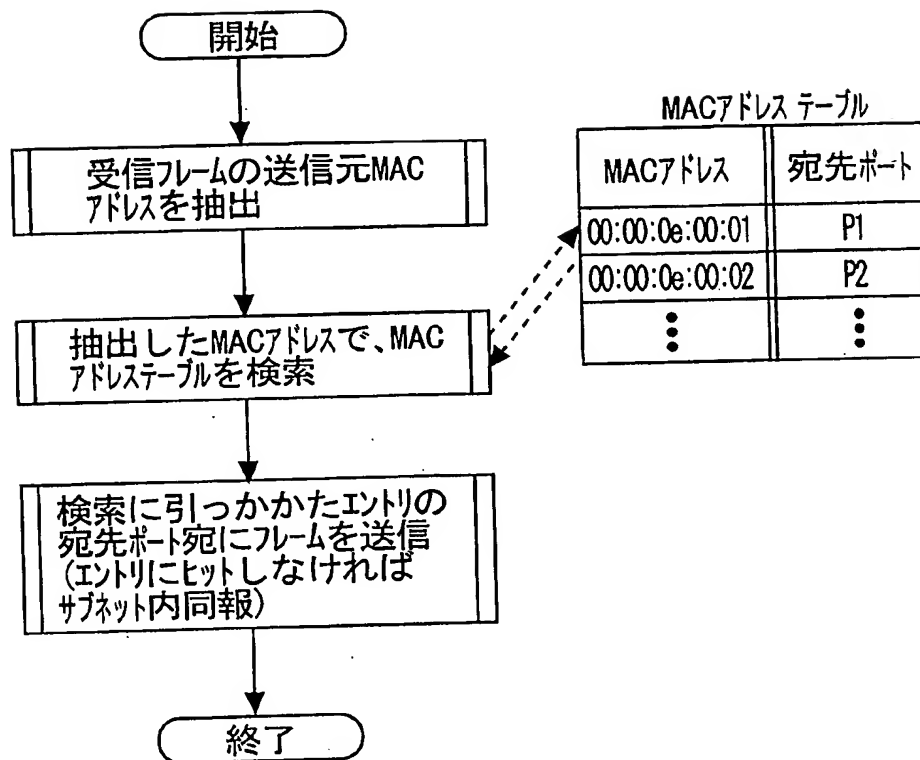 開始
受信フレームの送信元MAC
アドレスを抽出
抽出したMACアドレスで、MAC
アドレステーブルを検索
検索に引っかかたエントリの
宛先ポート宛にフレームを送信
(エントリにヒットしなければ
サブネット内同報)
終了
MACアドレス テーブル
MACアドレス 宛先ポート
00:00:0e:00:01 P1
00:00:0e:00:02 P2